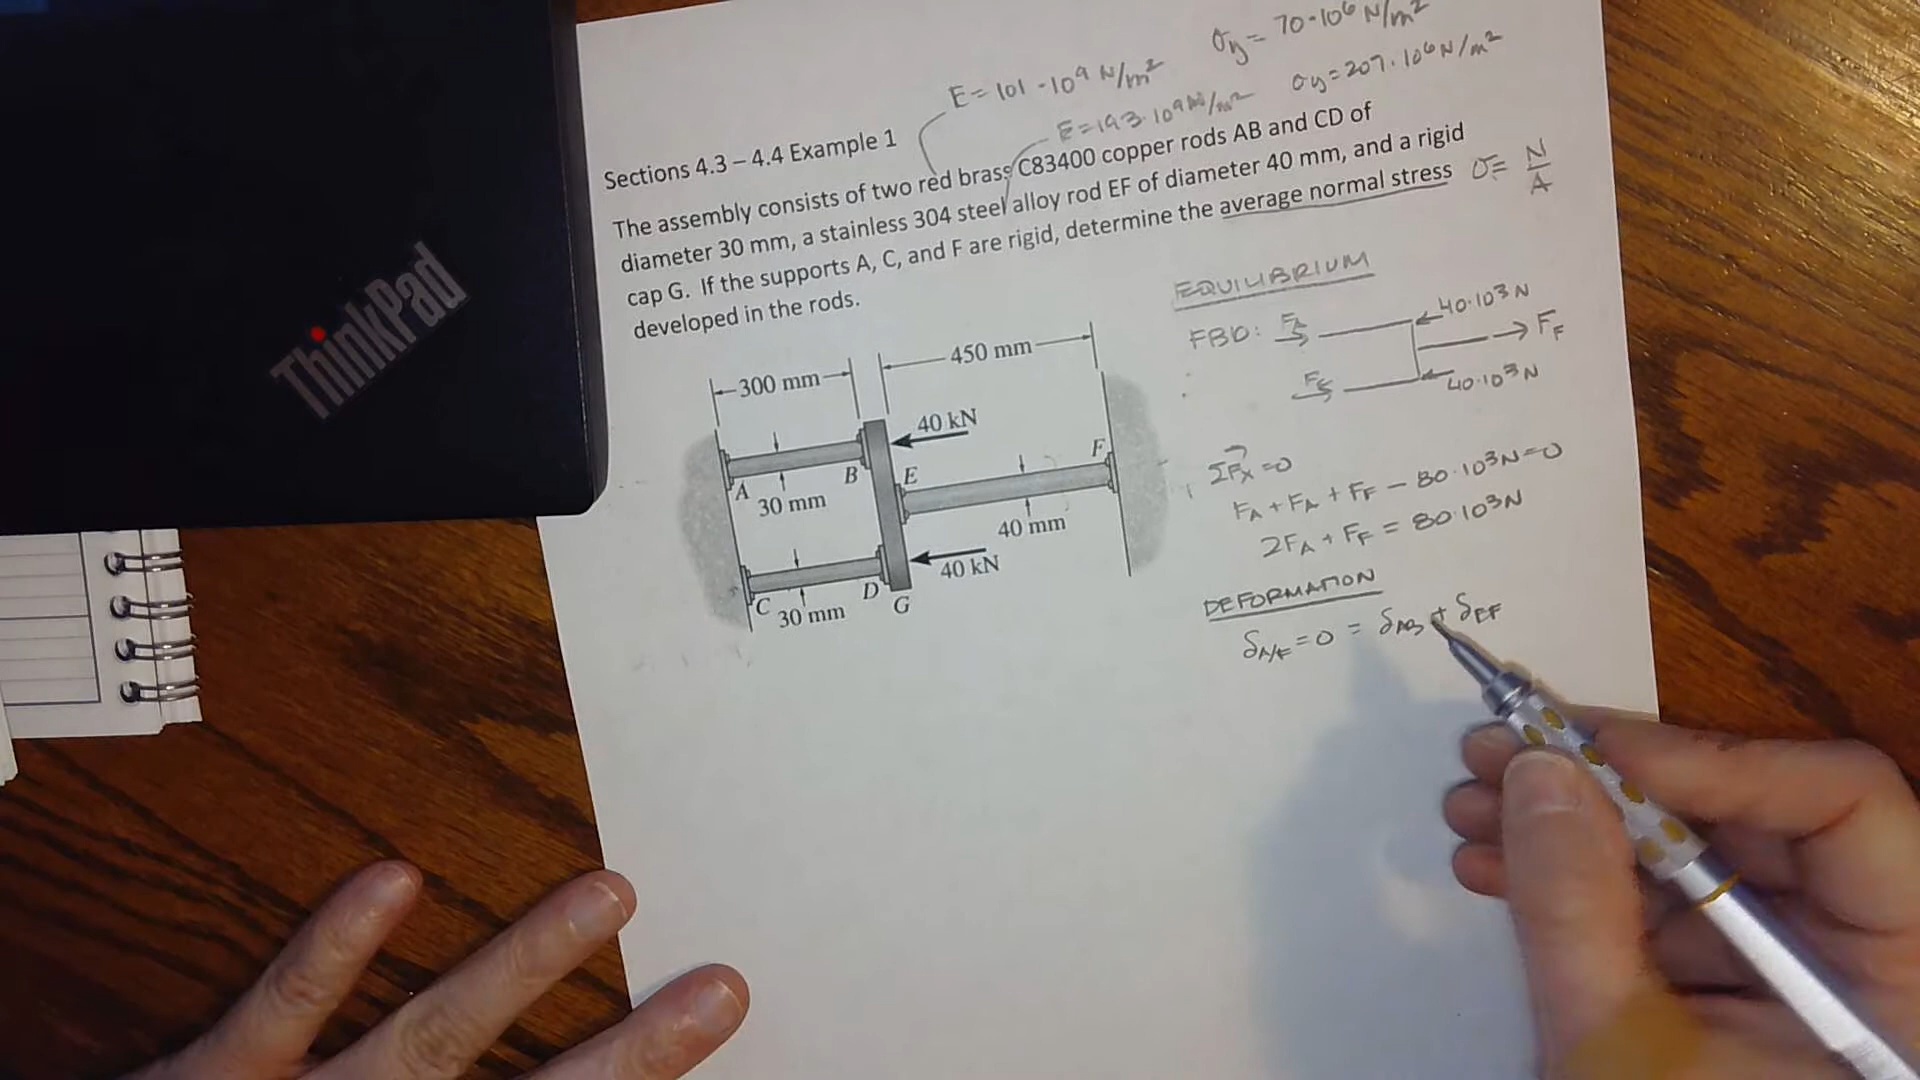 ThinkPad
E = 101 · 10⁹ N/m²
σy = 70 · 10⁶ N/m²
E = 193 · 10⁹ N/m²
σy = 207 · 10⁶ N/m²
Sections 4.3 – 4.4 Example 1
The assembly consists of two red brass C83400 copper rods AB and CD of
diameter 30 mm, a stainless 304 steel alloy rod EF of diameter 40 mm, and a rigid
cap G. If the supports A, C, and F are rigid, determine the average normal stress
developed in the rods.
σ = N/A
300 mm
450 mm
40 kN
A
B
E
F
30 mm
40 mm
40 kN
C
D
G
30 mm
EQUILIBRIUM
FBD:
FA
40·10³ N
FF
FC
40·10³ N
ΣFx = 0
FA + FA + FF − 80·10³N = 0
2FA + FF = 80·10³N
DEFORMATION
δA/F = 0 = δAB + δEF